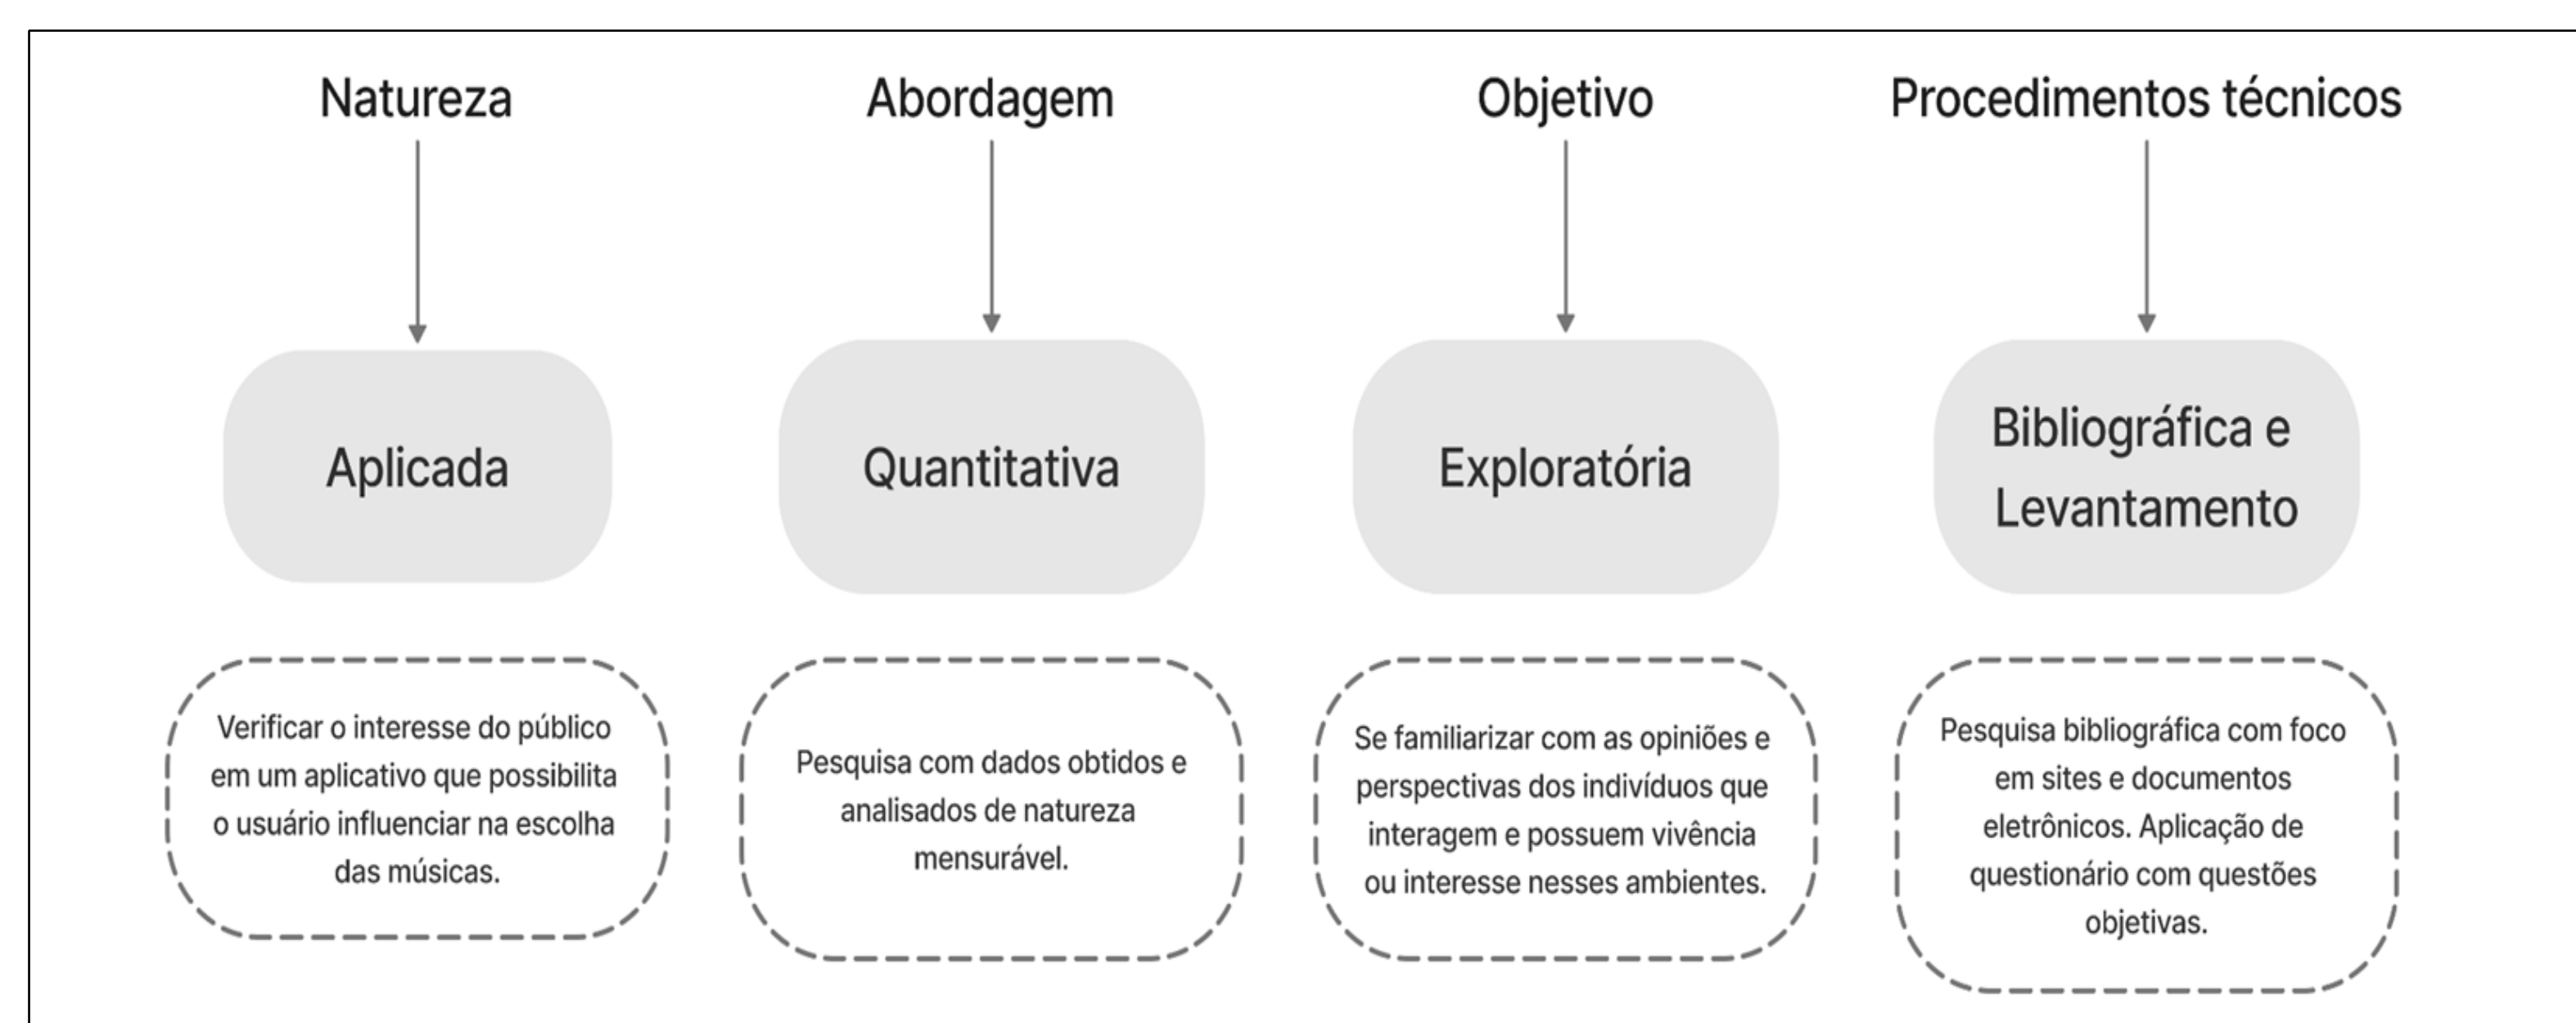 Natureza
Abordagem
Objetivo
Procedimentos técnicos
Aplicada
Quantitativa
Exploratória
Bibliográfica e
Levantamento
Verificar o interesse do público
em um aplicativo que possibilita
o usuário influenciar na escolha
das músicas.
Pesquisa com dados obtidos e
analisados de natureza
mensurável.
Se familiarizar com as opiniões e
perspectivas dos indivíduos que
interagem e possuem vivência
ou interesse nesses ambientes.
Pesquisa bibliográfica com foco
em sites e documentos
eletrônicos. Aplicação de
questionário com questões
objetivas.